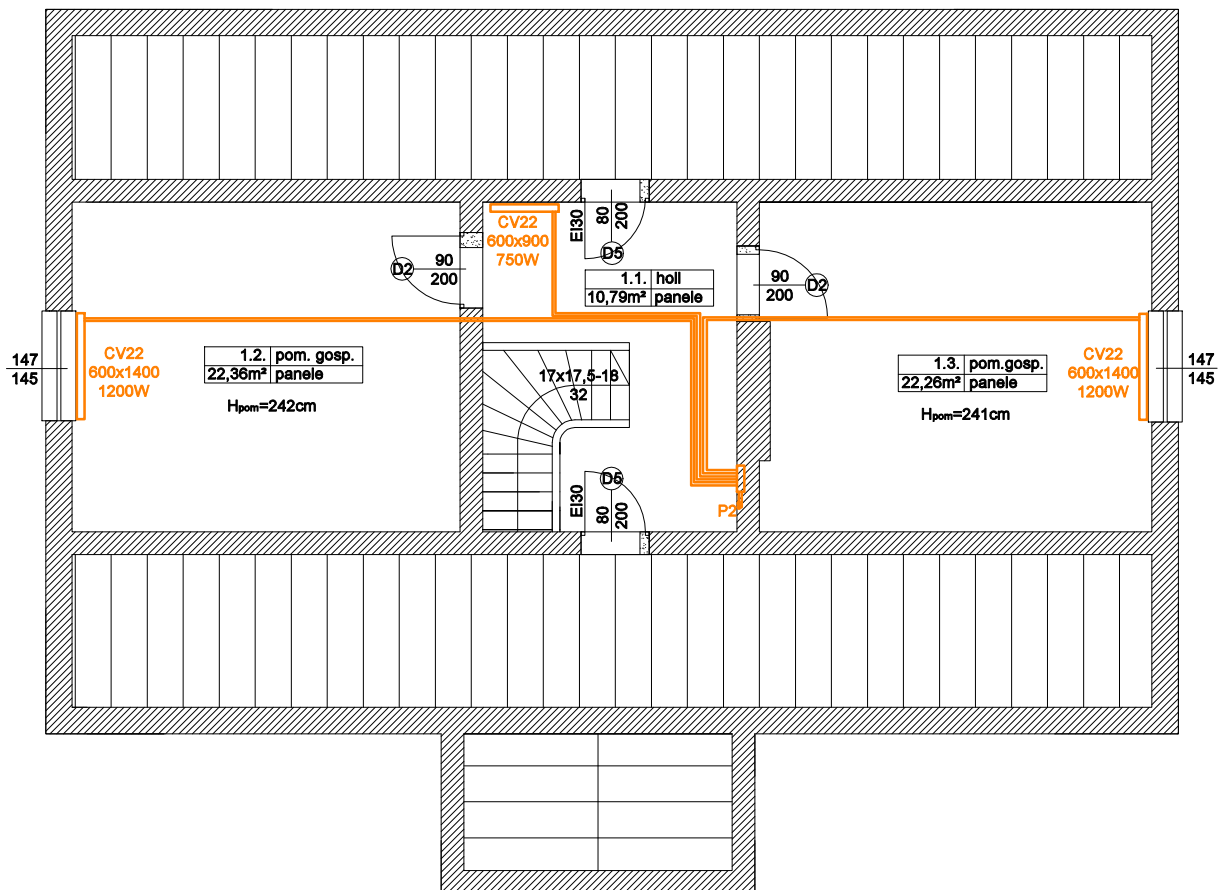 EI30
80
200
D5
CV22
600x900
750W
D2
90
200
1.1. holl
10,79m² panele
90
200
D2
147
145
CV22
600x1400
1200W
1.2. pom. gosp.
22,36m² panele
Hpom=242cm
17x17,5-18
32
1.3. pom.gosp.
22,26m² panele
Hpom=241cm
CV22
600x1400
1200W
147
145
D5
EI30
80
200
P2